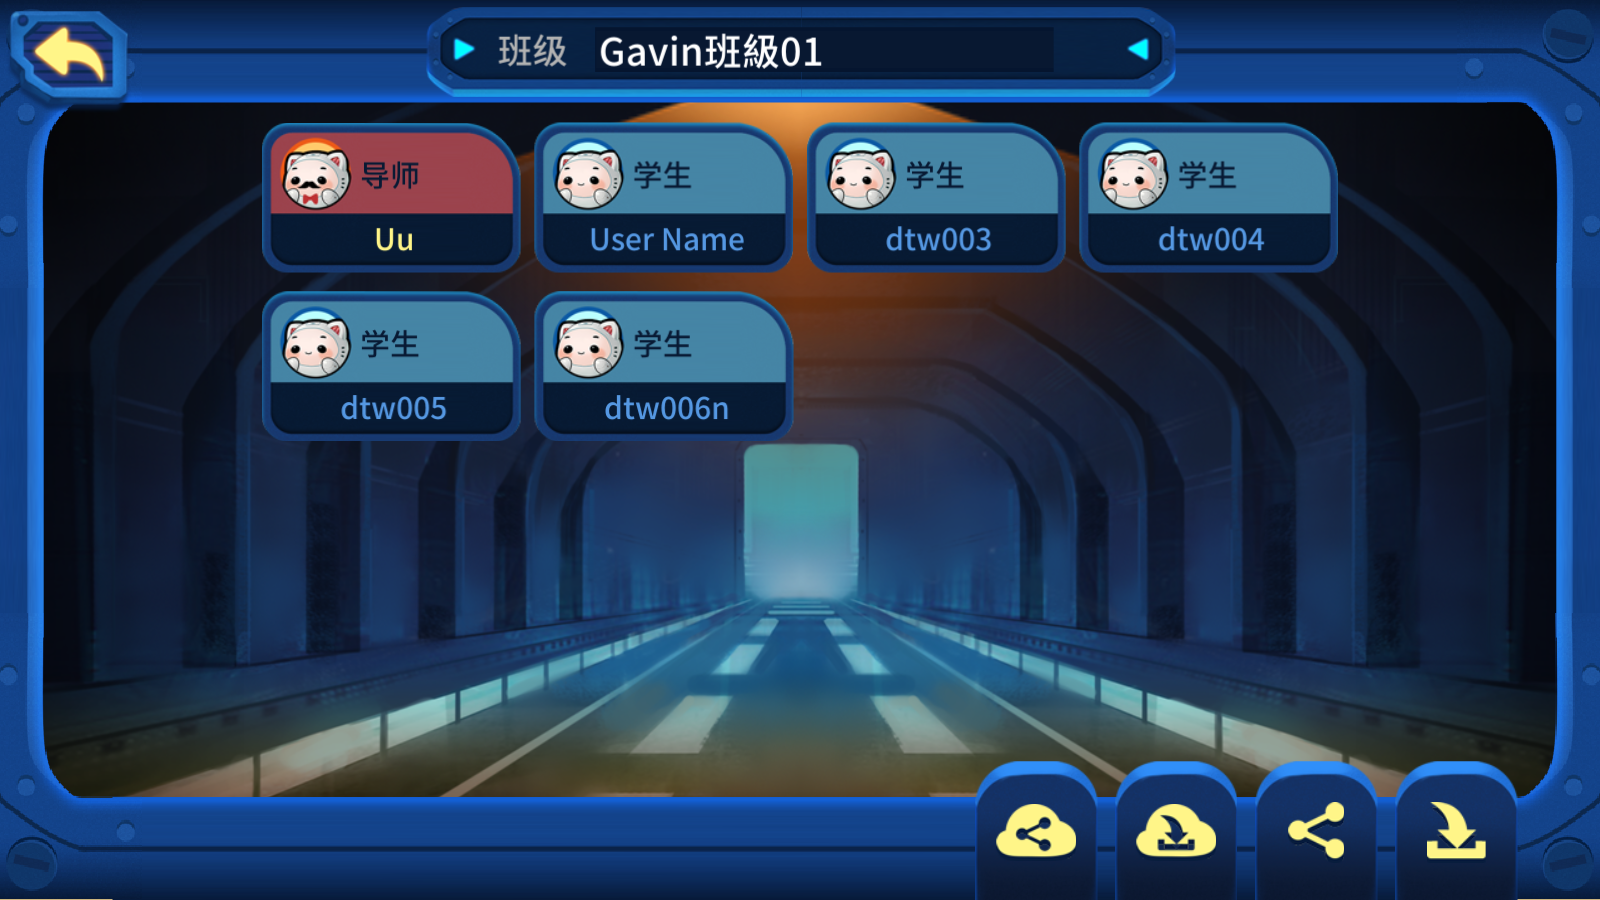 班级 Gavin班級01
导师
Uu
学生
User Name
学生
dtw003
学生
dtw004
学生
dtw005
学生
dtw006n